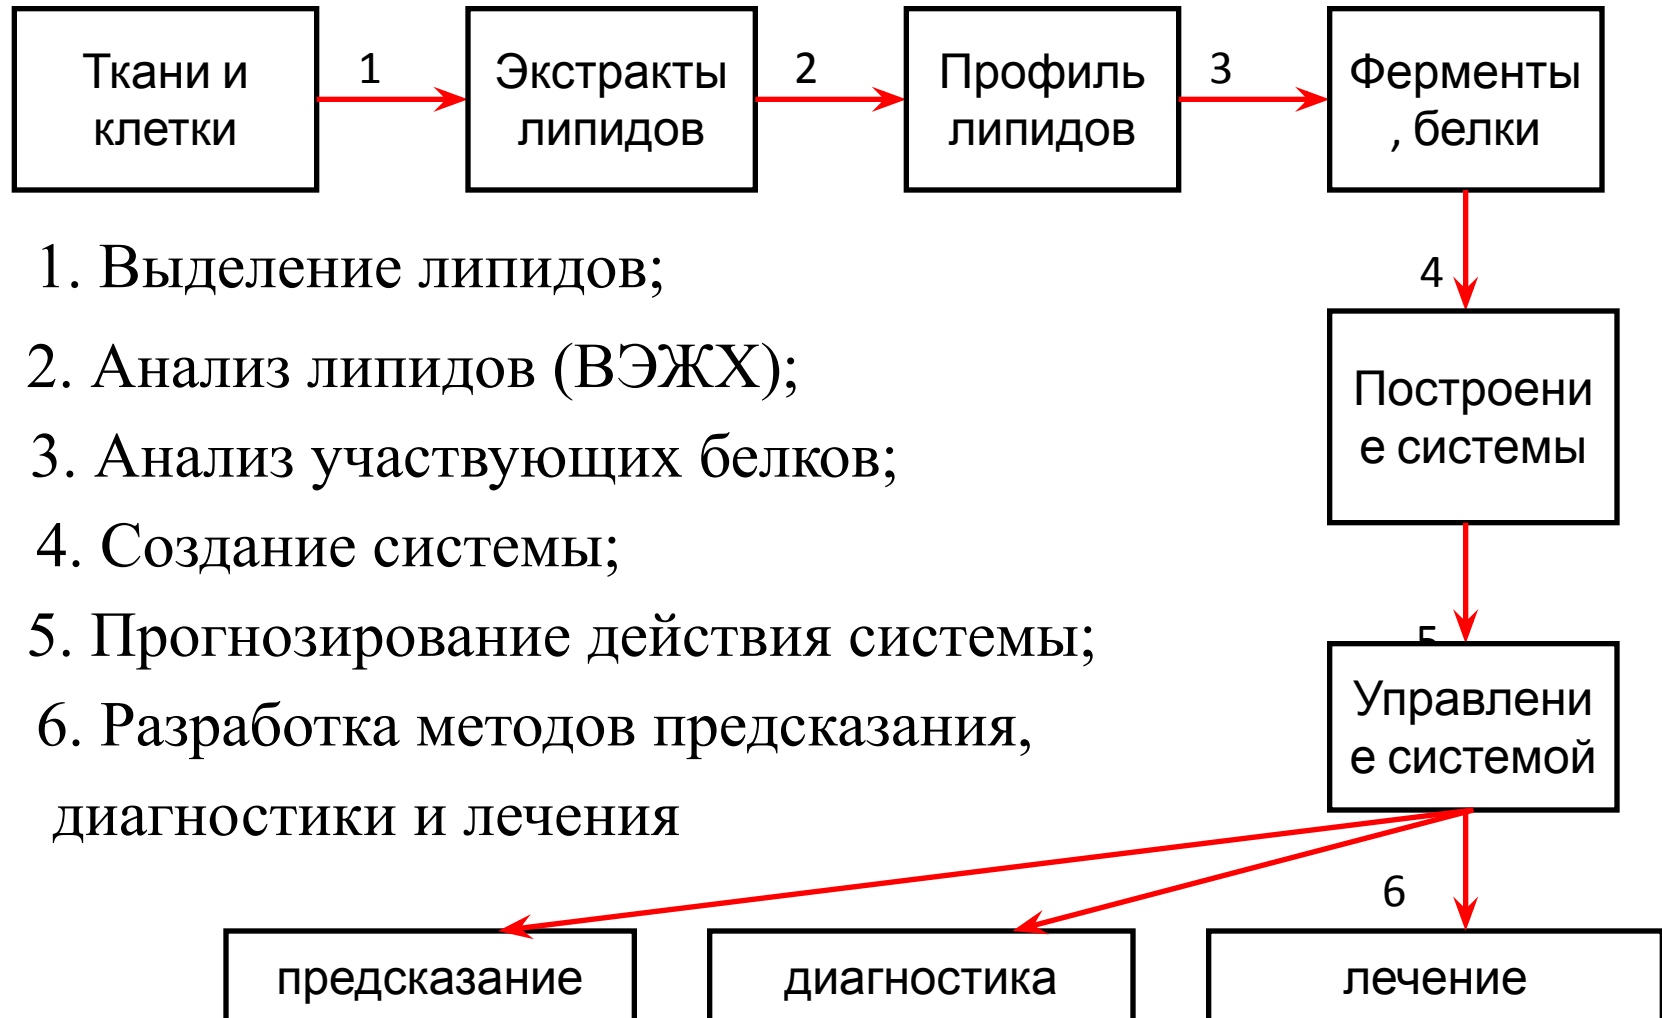 Ткани и
клетки
1
Экстракты
липидов
2
Профиль
липидов
3
Ферменты
, белки
1. Выделение липидов;
2. Анализ липидов (ВЭЖХ);
3. Анализ участвующих белков;
4. Создание системы;
5. Прогнозирование действия системы;
6. Разработка методов предсказания,
диагностики и лечения
4
Построени
е системы
5
Управлени
е системой
6
предсказание
диагностика
лечение